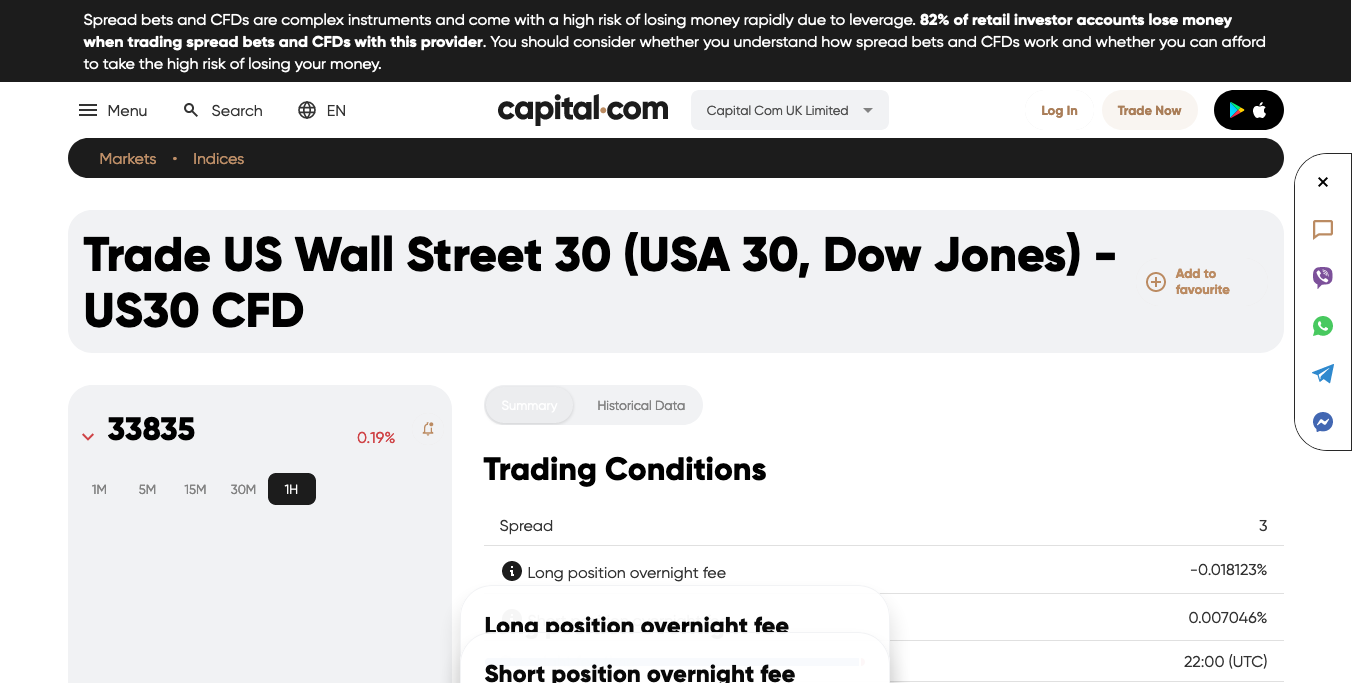 Spread bets and CFDs are complex instruments and come with a high risk of losing money rapidly due to leverage. 82% of retail investor accounts lose money
when trading spread bets and CFDs with this provider. You should consider whether you understand how spread bets and CFDs work and whether you can afford
to take the high risk of losing your money.
Menu Search EN capital.com Capital Com UK Limited Log In Trade Now
Markets • Indices
Trade US Wall Street 30 (USA 30, Dow Jones) -
US30 CFD
Add to
favourite
33835
0.19%
1M 5M 15M 30M 1H
Summary Historical Data
Trading Conditions
Spread 3
Long position overnight fee -0.018123%
Long position overnight fee
0.007046%
22:00 (UTC)
Short position overnight fee